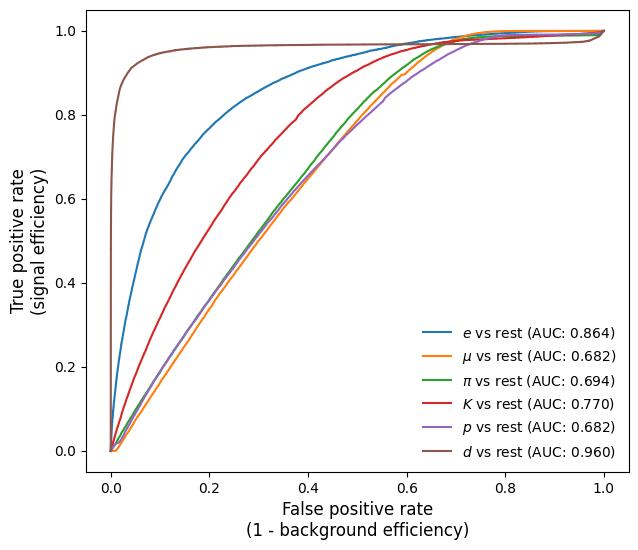 True positive rate
(signal efficiency)
1.0
0.8
0.6
0.4
0.2
0.0
0.0 0.2 0.4 0.6 0.8 1.0
False positive rate
(1 - background efficiency)
e vs rest (AUC: 0.864)
μ vs rest (AUC: 0.682)
π vs rest (AUC: 0.694)
K vs rest (AUC: 0.770)
p vs rest (AUC: 0.682)
d vs rest (AUC: 0.960)